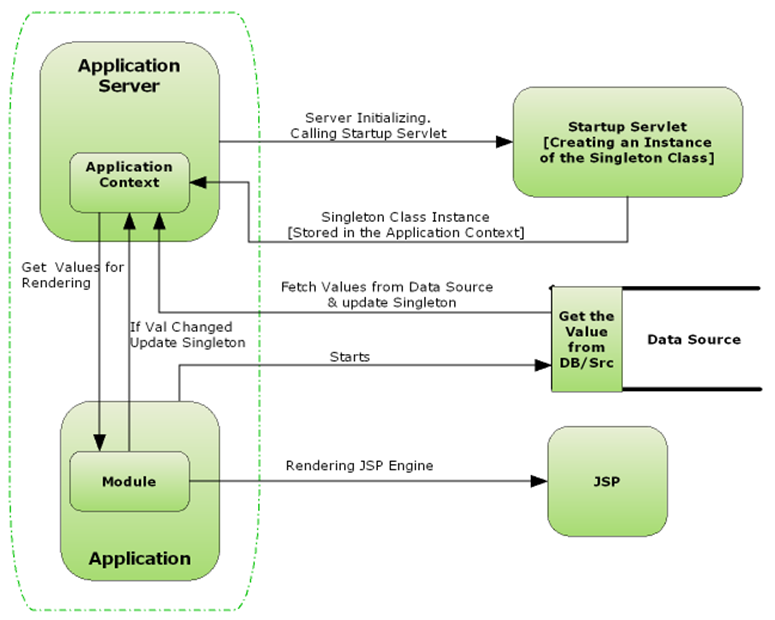 Application
Server
Application
Context
Server Initializing.
Calling Startup Servlet
Startup Servlet
[Creating an Instance
of the Singleton Class]
Singleton Class Instance
[Stored in the Application Context]
Get  Values for
Rendering
If Val Changed
Update Singleton
Fetch Values from Data Source
& update Singleton
Get the
Value
from
DB/Src
Data Source
Starts
Module
Application
Rendering JSP Engine
JSP